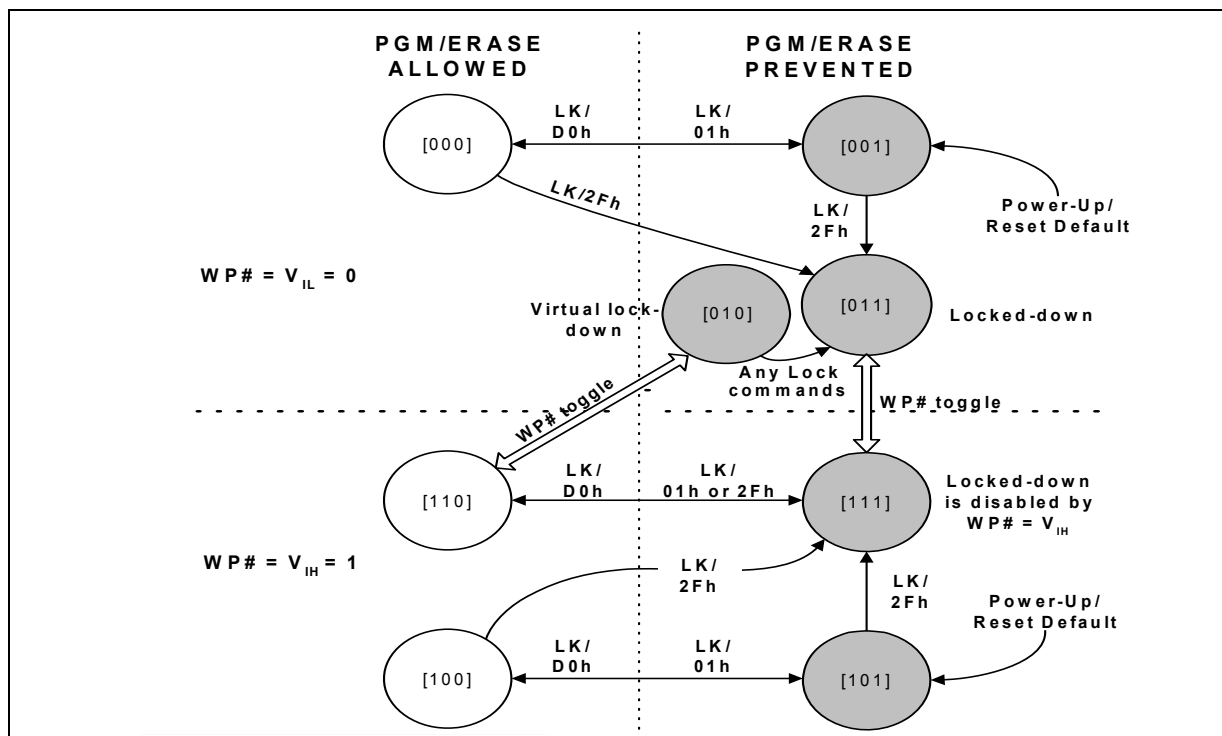 PGM/ERASE
ALLOWED
PGM/ERASE
PREVENTED
LK/
D0h
LK/
01h
[000]
[001]
LK/2Fh
LK/
2Fh
Power-Up/
Reset Default
WP# = VIL = 0
Virtual lock-
down
[010]
[011]
Locked-down
Any Lock
commands
WP# toggle
WP# toggle
LK/
D0h
LK/
01h or 2Fh
[110]
[111]
Locked-down
is disabled by
WP# = VIH
WP# = VIH = 1
LK/
2Fh
LK/
2Fh
Power-Up/
Reset Default
LK/
D0h
LK/
01h
[100]
[101]